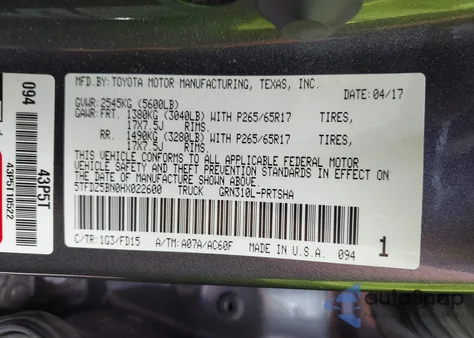 MFD.BY: TOYOTA MOTOR MANUFACTURING, TEXAS, INC.
DATE: 04/17
GVWR: 2545KG (5600LB)
GAWR: FRT. 1380KG (3040LB) WITH P265/65R17 TIRES,
17X7.5J RIMS.
RR. 1490KG (3280LB) WITH P265/65R17 TIRES,
17X7.5J RIMS.
THIS VEHICLE CONFORMS TO ALL APPLICABLE FEDERAL MOTOR
VEHICLE SAFETY AND THEFT PREVENTION STANDARDS IN EFFECT ON
THE DATE OF MANUFACTURE SHOWN ABOVE.
5TFDZ5BN0HX022600 TRUCK GRN310L-PRTSHA
C/TR: 1G3/FD15 A/TM: A07A/AC60F MADE IN U.S.A. 094
1
094
43P5T
43P5T10522
autosnap